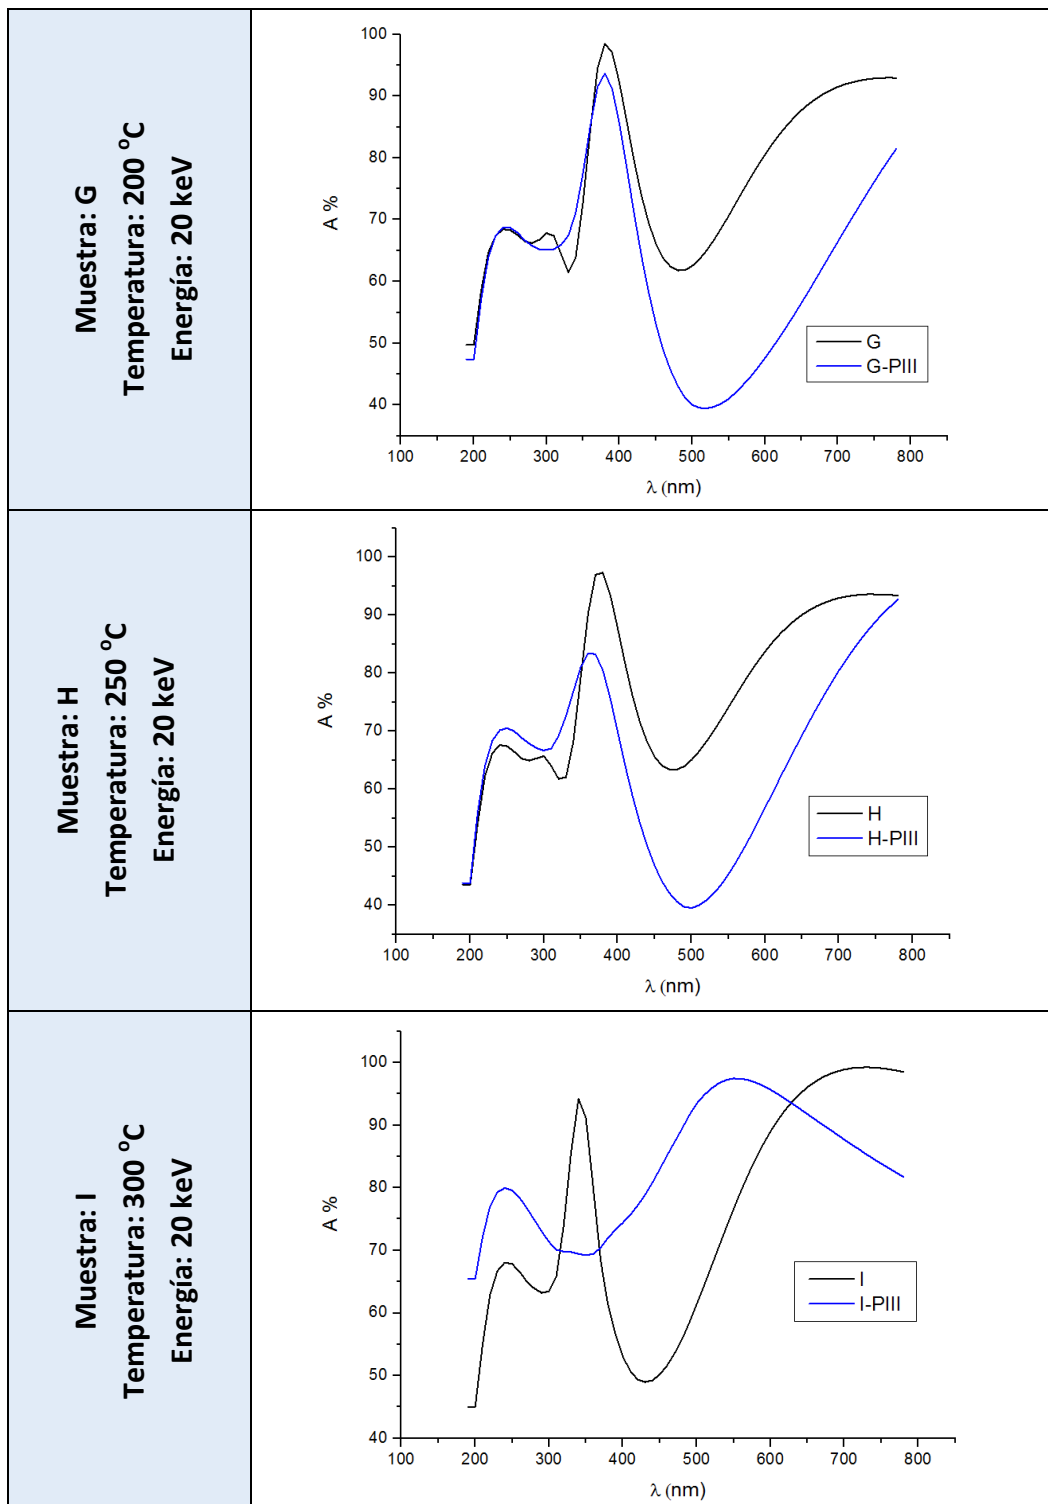 Muestra: G
Temperatura: 200 °C
Energía: 20 keV
100
90
80
70
60
50
40
A %
100 200 300 400 500 600 700 800
λ (nm)
G
G-PIII
Muestra: H
Temperatura: 250 °C
Energía: 20 keV
100
90
80
70
60
50
40
A %
100 200 300 400 500 600 700 800
λ (nm)
H
H-PIII
Muestra: I
Temperatura: 300 °C
Energía: 20 keV
100
90
80
70
60
50
40
A %
100 200 300 400 500 600 700 800
λ (nm)
I
I-PIII